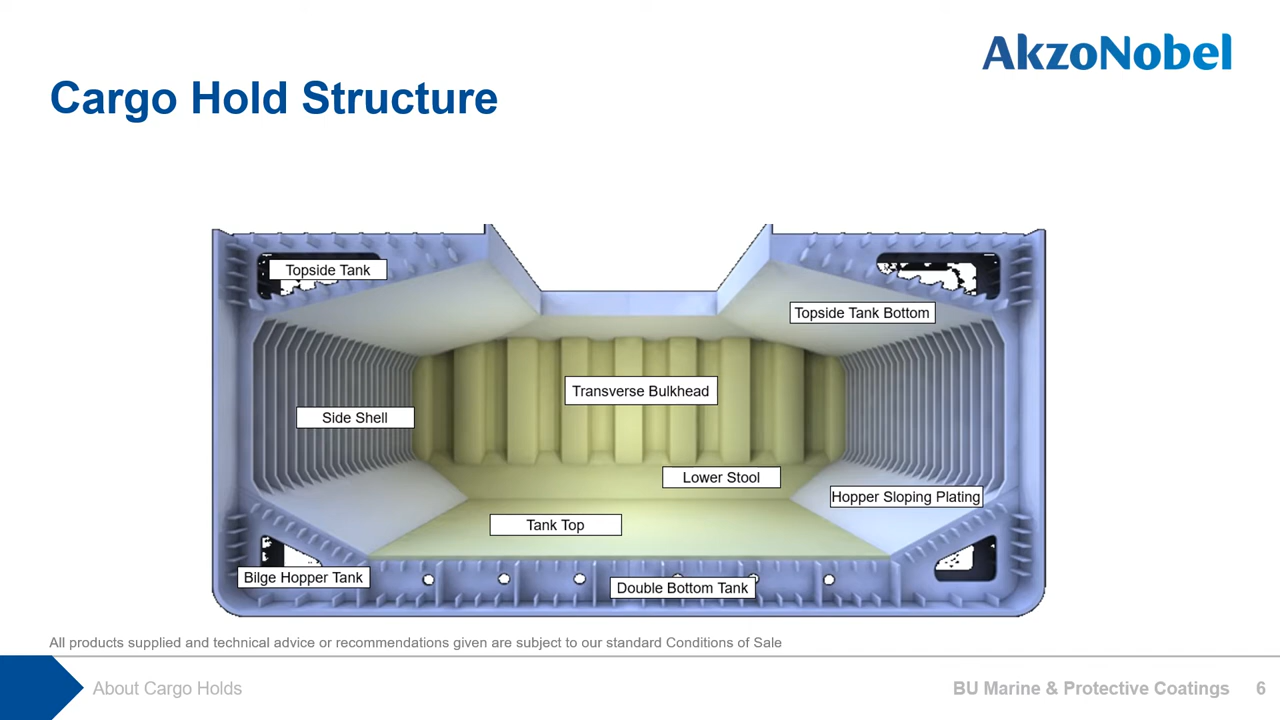 AkzoNobel
Cargo Hold Structure
Topside Tank
Topside Tank Bottom
Transverse Bulkhead
Side Shell
Lower Stool
Hopper Sloping Plating
Tank Top
Bilge Hopper Tank
Double Bottom Tank
All products supplied and technical advice or recommendations given are subject to our standard Conditions of Sale
About Cargo Holds
BU Marine & Protective Coatings 6